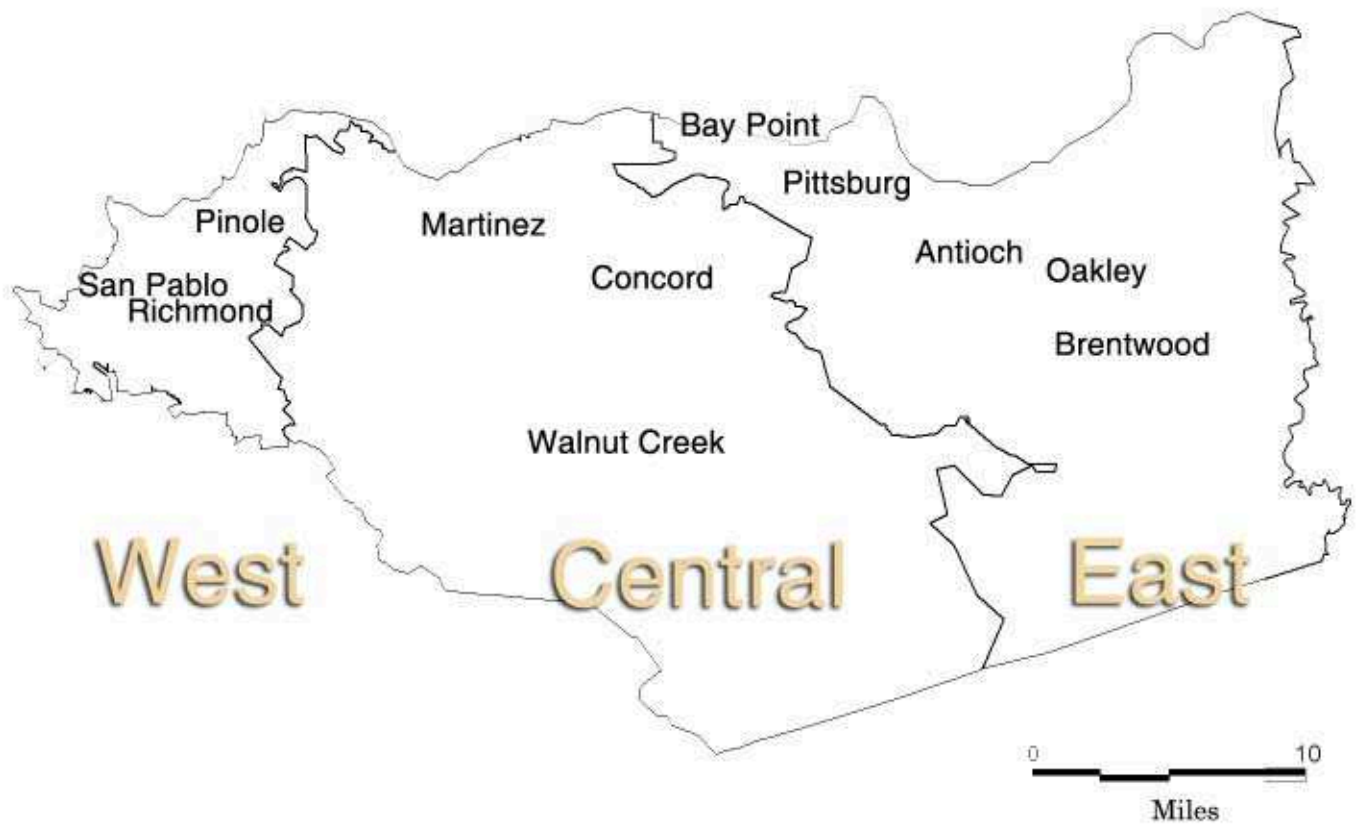 Bay Point
Pittsburg
Pinole
Martinez
Antioch
Oakley
Concord
San Pablo
Richmond
Brentwood
Walnut Creek
West
Central
East
0 10
Miles